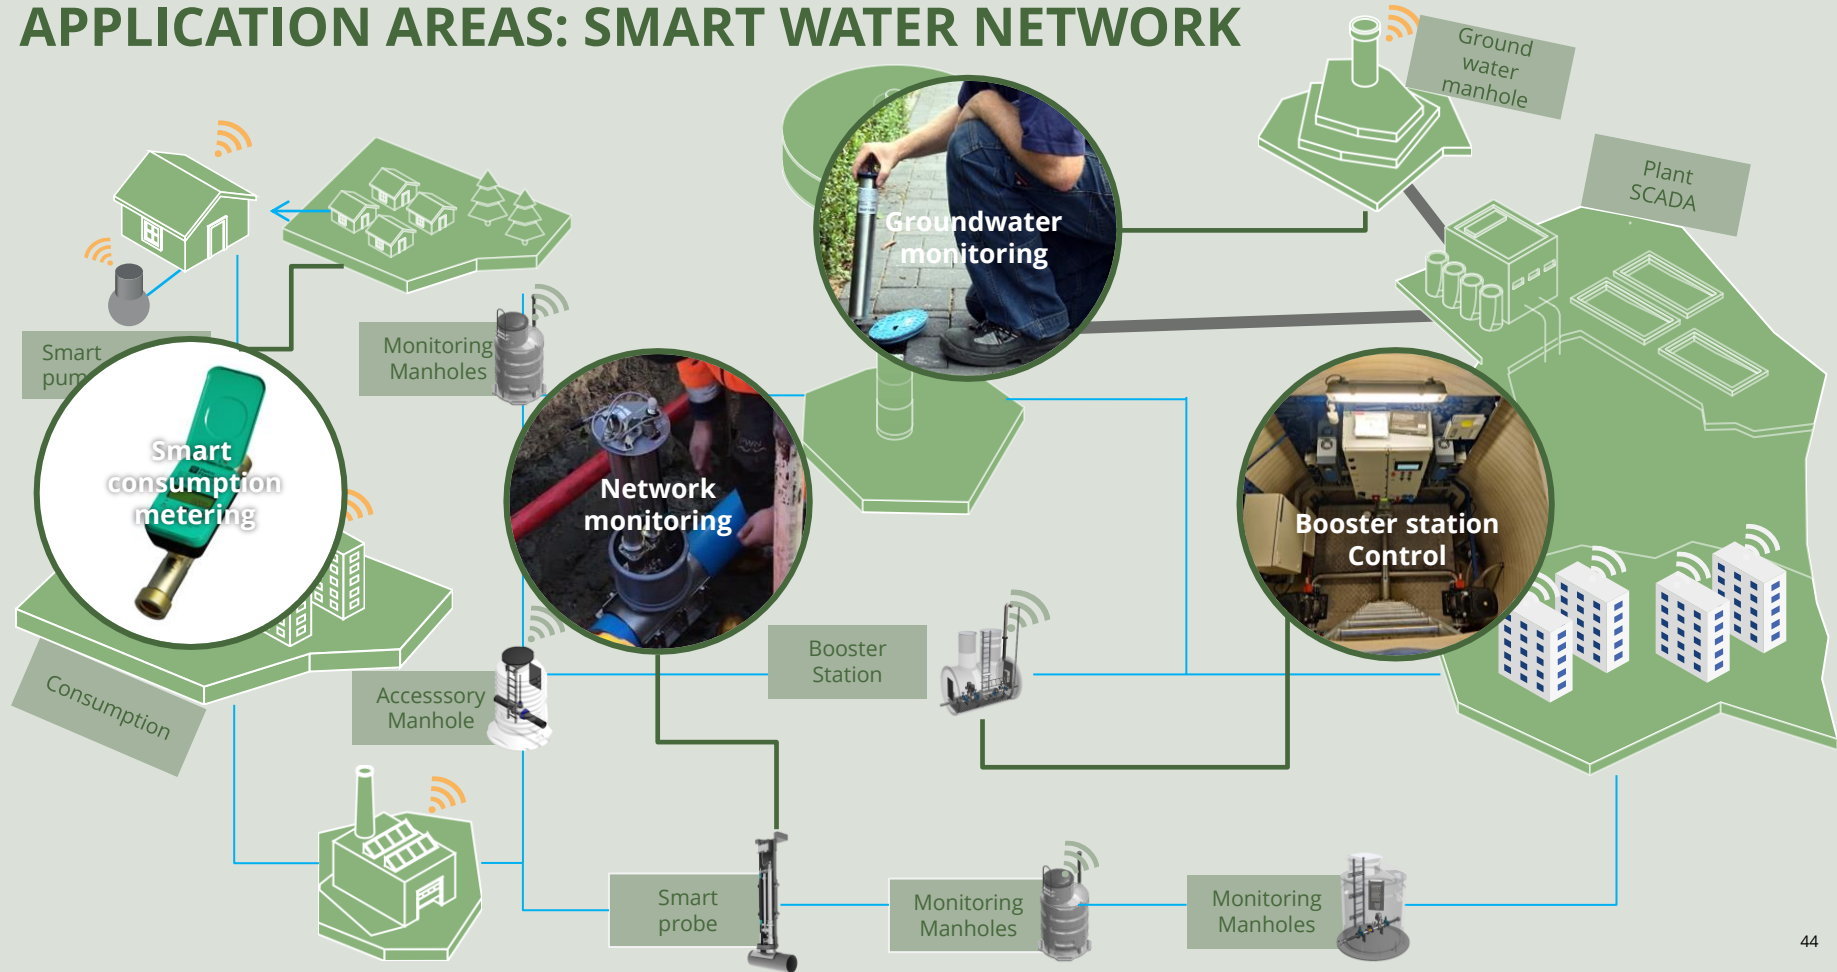 APPLICATION AREAS: SMART WATER NETWORK
Ground
water
manhole
Plant
SCADA
Groundwater
monitoring
Smart
Monitoring
Manholes
Smart
consumption
metering
Network
monitoring
Booster station
Control
Consumption
Accesssory
Manhole
Booster
Station
Smart
probe
Monitoring
Manholes
Monitoring
Manholes
44